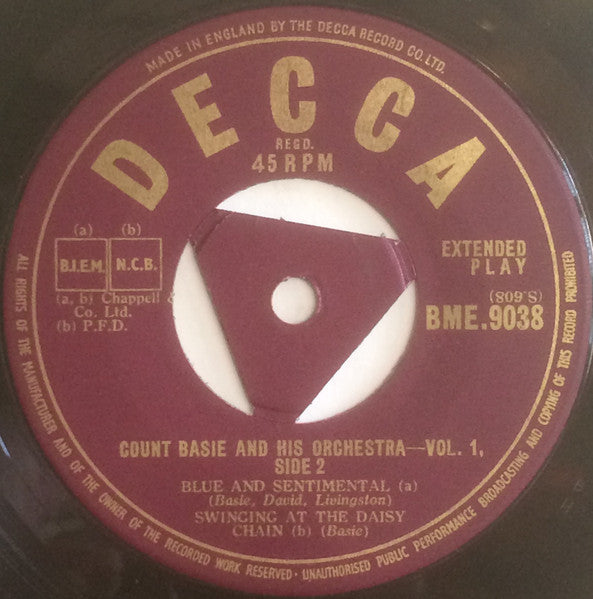 MADE IN ENGLAND BY THE DECCA RECORD CO. LTD.
DECCA
REGD.
45 RPM
(a) (b)
B.I.E.M. N.C.B.
(a, b) Chappell &
Co. Ltd.
(b) P.F.D.
EXTENDED
PLAY
(809'S)
BME.9038
COUNT BASIE AND HIS ORCHESTRA—VOL. 1,
SIDE 2
BLUE AND SENTIMENTAL (a)
(Basie, David, Livingston)
SWINGING AT THE DAISY
CHAIN (b) (Basie)
ALL RIGHTS OF THE MANUFACTURER AND OF THE OWNER OF THE RECORDED WORK RESERVED · UNAUTHORISED PUBLIC PERFORMANCE BROADCASTING AND COPYING OF THIS RECORD PROHIBITED